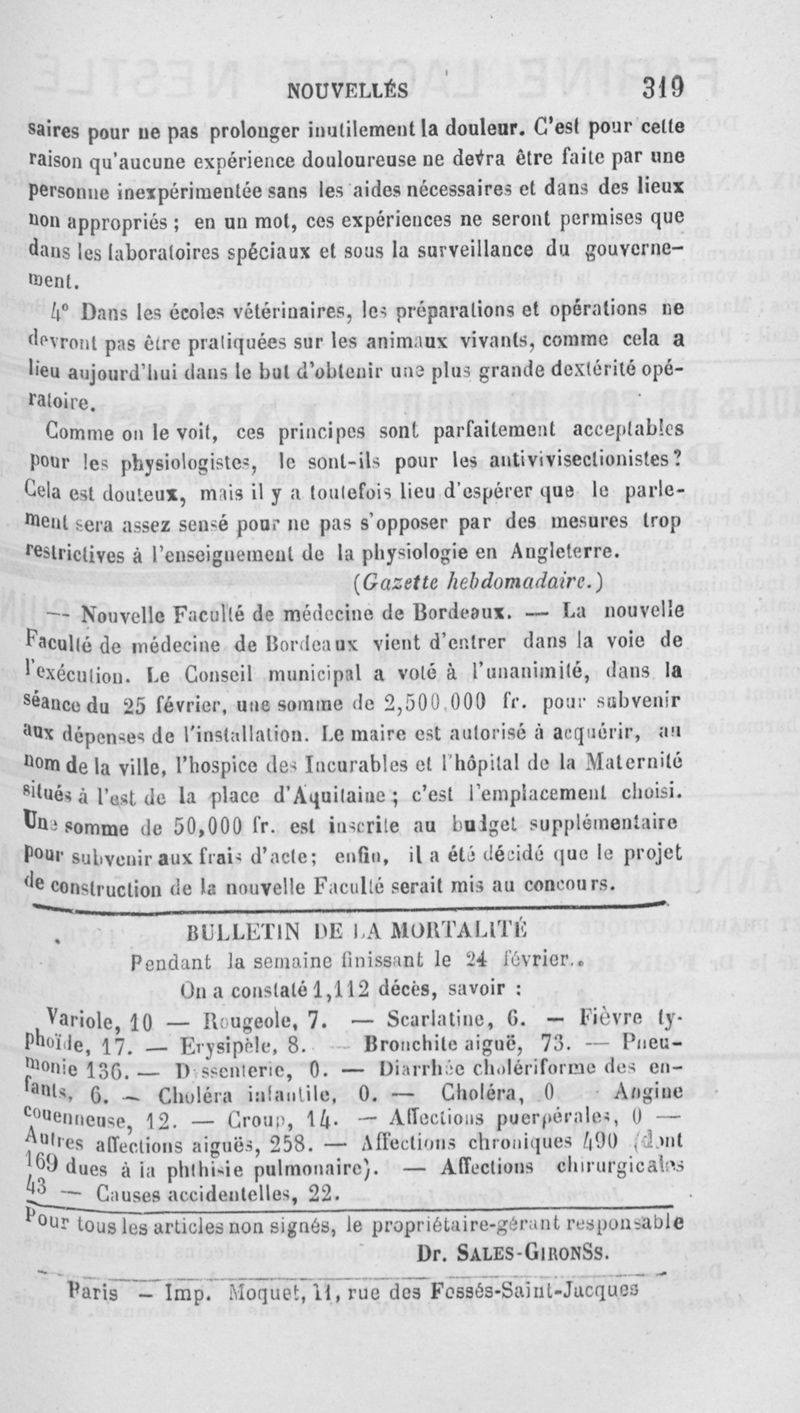 NOUVELLÉS 319
saires pour ne pas prolonger inutilement la douleur. C'est pour cette
raison qu'aucune expérience douloureuse ne devra être faite par une
personne inexpérimentée sans les aides nécessaires et dans des lieux
non appropriés ; en un mot, ces expériences ne seront permises que
dans les laboratoires spéciaux et sous la surveillance du gouverne-
ment.
4° Dans les écoles vétérinaires, les préparations et opérations ne
devront pas être pratiquées sur les animaux vivants, comme cela a
lieu aujourd'hui dans le but d'obtenir une plus grande dextérité opé-
ratoire.
Comme on le voit, ces principes sont parfaitement acceptables
pour les physiologistes, le sont-ils pour les antivivisectionistes?
Cela est douteux, mais il y a toutefois lieu d'espérer que le parle-
ment sera assez sensé pour ne pas s'opposer par des mesures trop
restrictives à l'enseignement de la physiologie en Angleterre.
(Gazette hebdomadaire.)
— Nouvelle Faculté de médecine de Bordeaux. — La nouvelle
Faculté de médecine de Bordeaux vient d'entrer dans la voie de
l'exécution. Le Conseil municipal a voté à l'unanimité, dans la
séance du 25 février, une somme de 2,500,000 fr. pour subvenir
aux dépenses de l'installation. Le maire est autorisé à acquérir, au
nom de la ville, l'hospice des Incurables et l'hôpital de la Maternité
situés à l'est de la place d'Aquitaine ; c'est l'emplacement choisi.
Une somme de 50,000 fr. est inscrite au budget supplémentaire
pour subvenir aux frais d'acte; enfin, il a été décidé que le projet
de construction de la nouvelle Faculté serait mis au concours.
BULLETIN DE LA MORTALITÉ
Pendant la semaine finissant le 24 février..
On a constaté 1,112 décès, savoir :
Variole, 10 — Rougeole, 7. — Scarlatine, 6. — Fièvre ty-
phoïde, 17. — Erysipèle, 8. — Bronchite aiguë, 73. — Pneu-
monie 136. — Dissenterie, 0. — Diarrhée cholériforme des en-
fants, 6. — Choléra infantile, 0. — Choléra, 0 Angine
couenneuse, 12. — Croup, 14. — Affections puerpérales, 0 —
Autres affections aiguës, 258. — Affections chroniques 490 (dont
169 dues à la phthisie pulmonaire). — Affections chirurgicales
43 — Causes accidentelles, 22.
Pour tous les articles non signés, le propriétaire-gérant responsable
Dr. SALES-GIRONSs.
Paris — Imp. Moquet, 11, rue des Fossés-Saint-Jacques